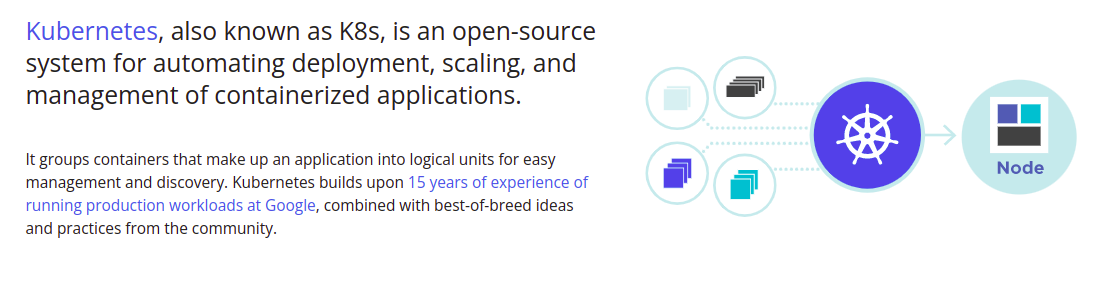 Kubernetes, also known as K8s, is an open-source
system for automating deployment, scaling, and
management of containerized applications.
It groups containers that make up an application into logical units for easy
management and discovery. Kubernetes builds upon 15 years of experience of
running production workloads at Google, combined with best-of-breed ideas
and practices from the community.
Node